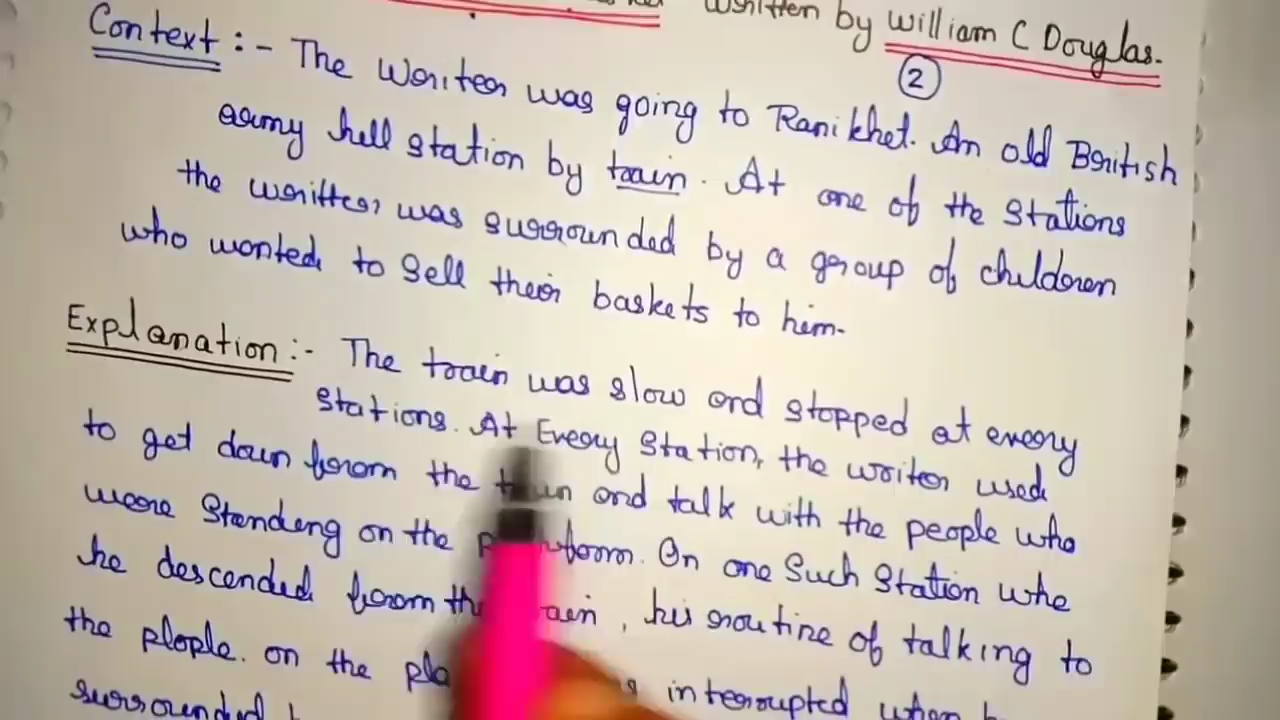 written by William C Douglas.
2
Context :- The Writer was going to Ranikhet. An old British
army hill station by train. At one of the stations
the writter, was surrounded by a group of children
who wanted to sell their baskets to him.
Explanation :- The train was slow and stopped at every
stations. At Every Station, the writer used
to get down from the train and talk with the people who
were Standing on the On one Such Station whe
he descended from the , his routine of talking to
the plople. on the interrupted when
surrounded